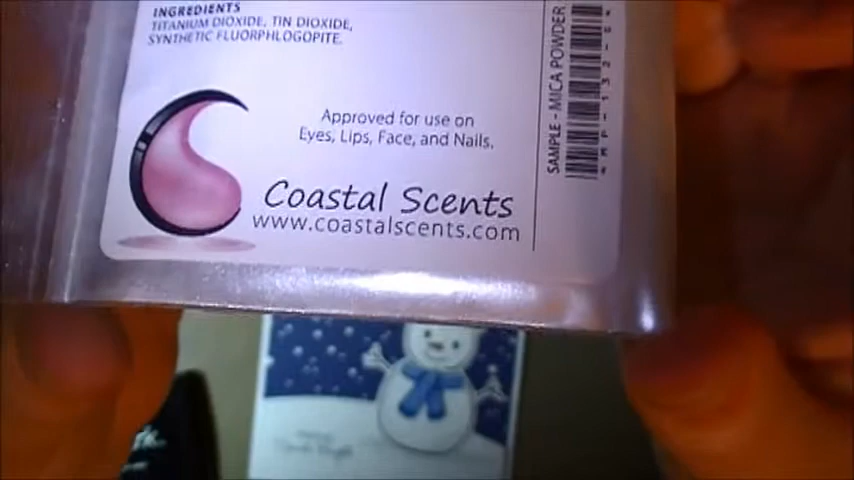 INGREDIENTS
TITANIUM DIOXIDE, TIN DIOXIDE,
SYNTHETIC FLUORPHLOGOPITE.
Approved for use on
Eyes, Lips, Face, and Nails.
Coastal Scents
www.coastalscents.com
SAMPLE - MICA POWDER